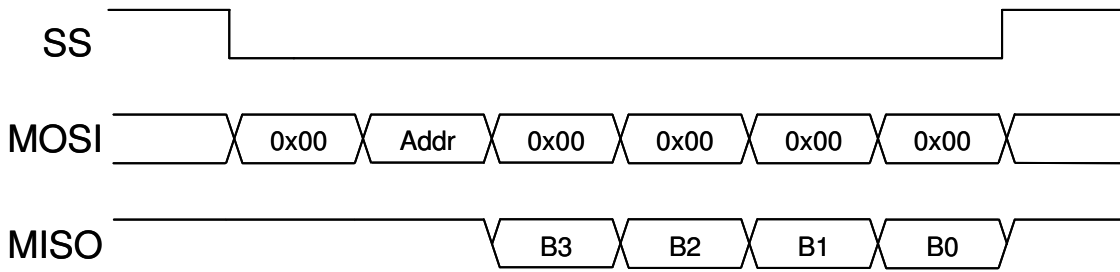 SS
MOSI 0x00 Addr 0x00 0x00 0x00 0x00
MISO B3 B2 B1 B0